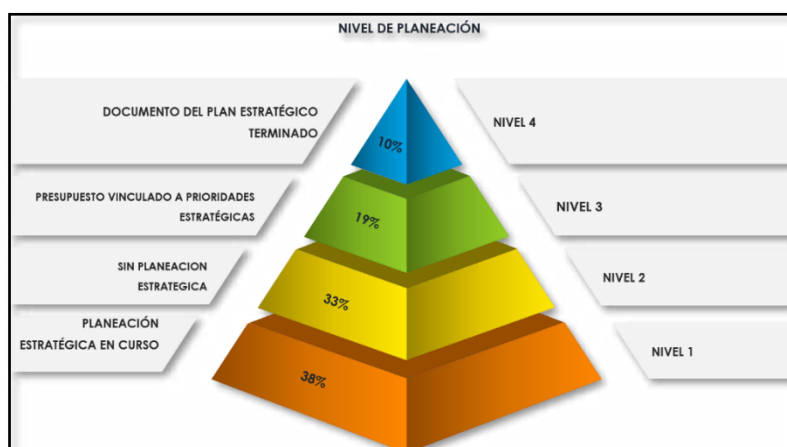 NIVEL DE PLANEACIÓN
DOCUMENTO DEL PLAN ESTRATÉGICO
TERMINADO
10%
NIVEL 4
PRESUPUESTO VINCULADO A PRIORIDADES
ESTRATÉGICAS
19%
NIVEL 3
SIN PLANEACION
ESTRATEGICA
33%
NIVEL 2
PLANEACIÓN
ESTRATÉGICA EN CURSO
38%
NIVEL 1